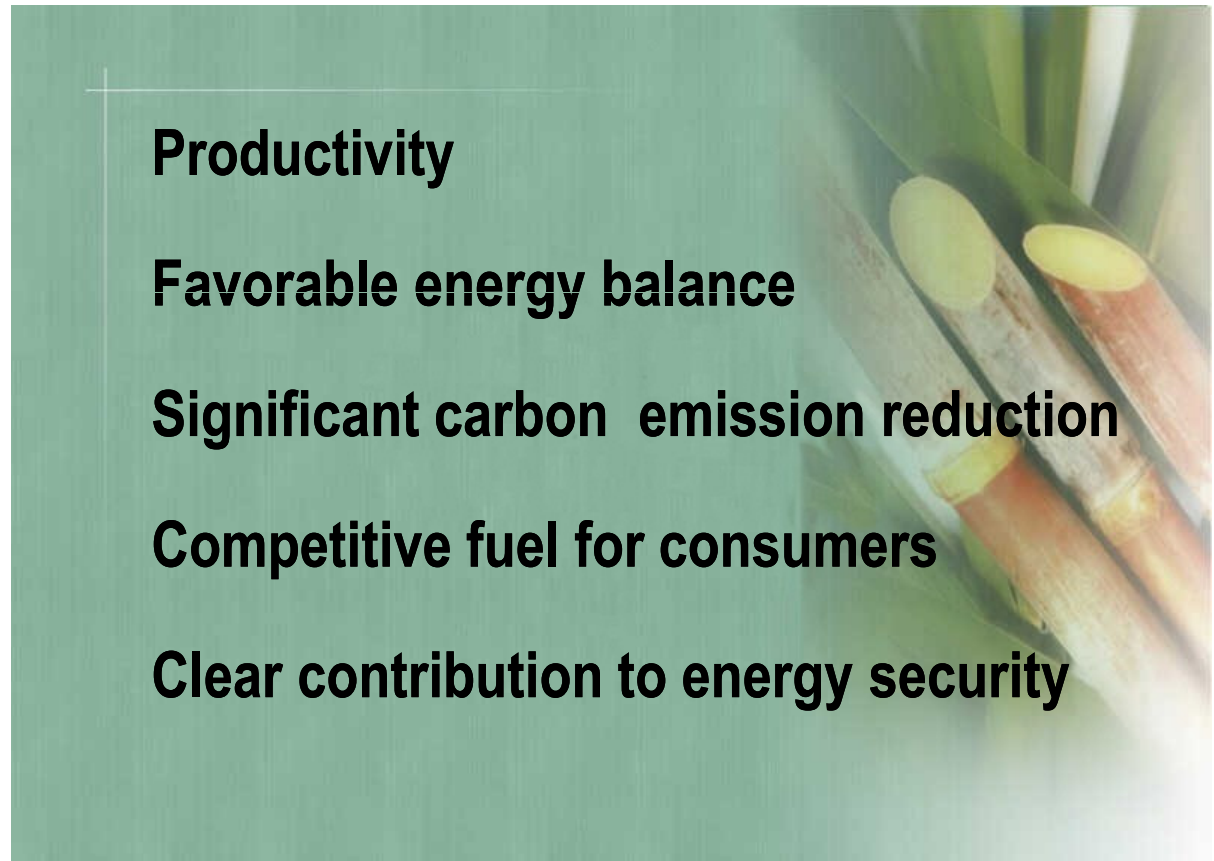 Productivity
Favorable energy balance
Significant carbon  emission reduction
Competitive fuel for consumers
Clear contribution to energy security